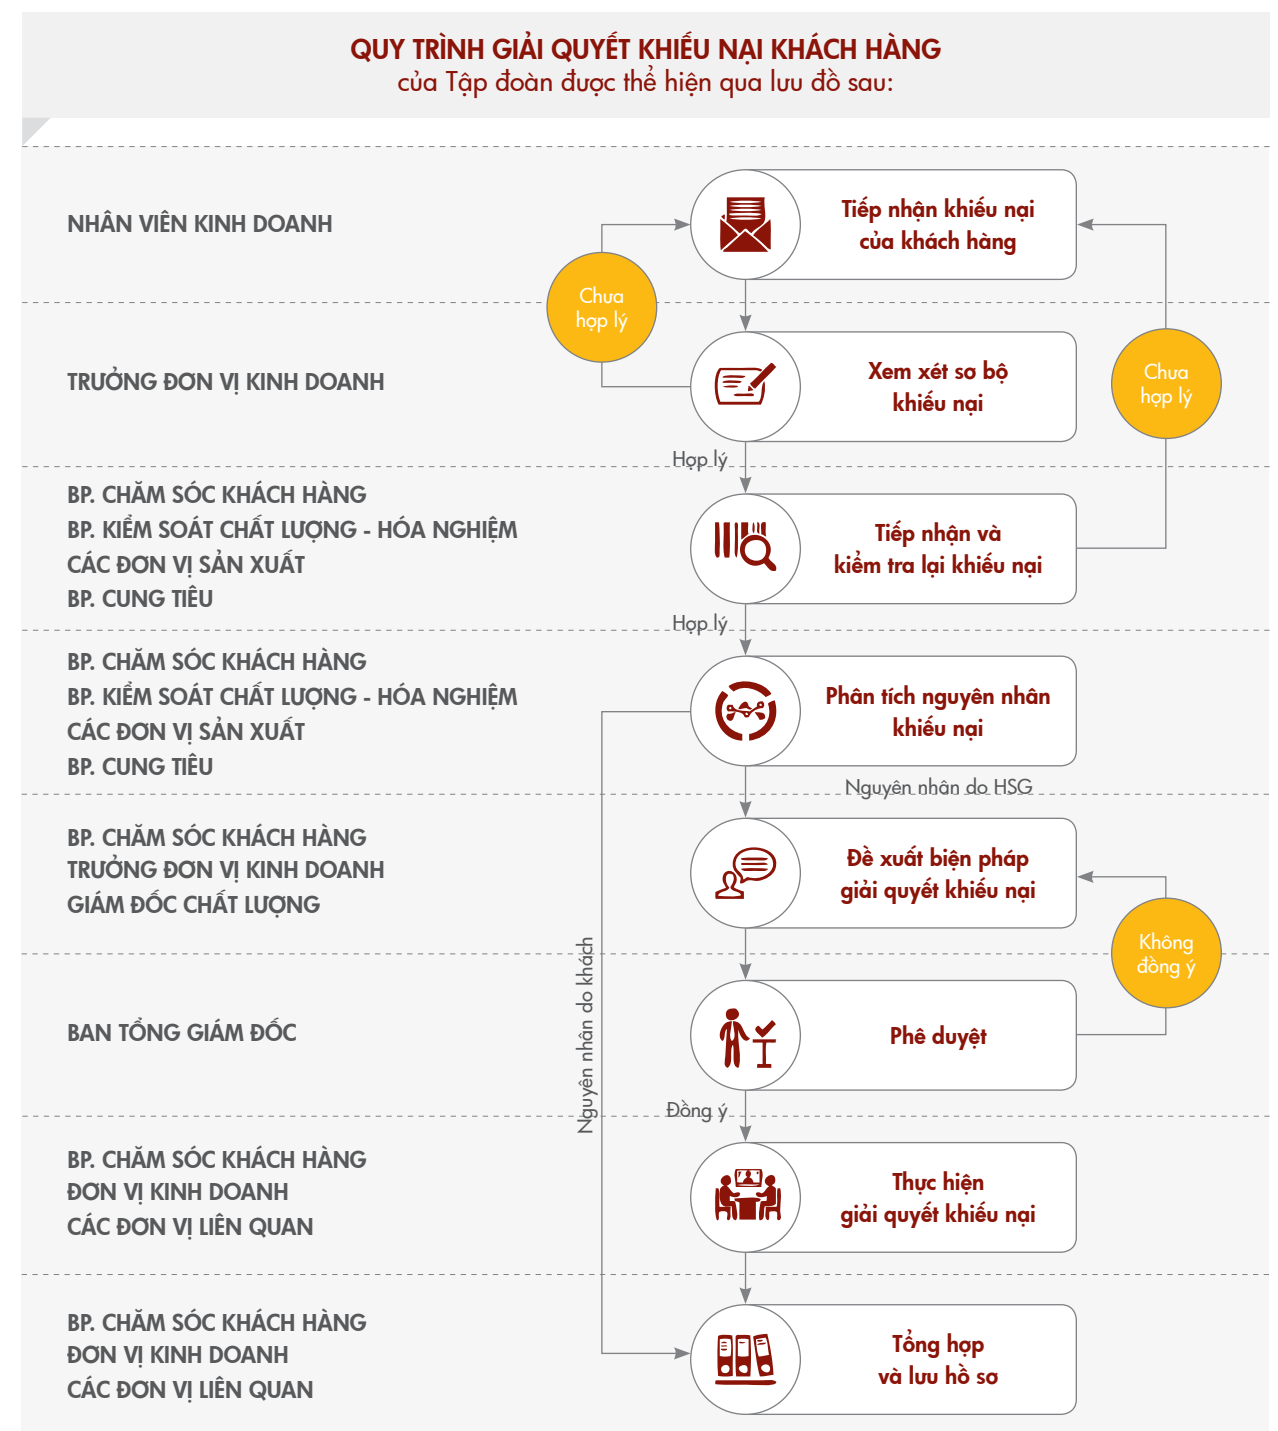 QUY TRÌNH GIẢI QUYẾT KHIẾU NẠI KHÁCH HÀNG
của Tập đoàn được thể hiện qua lưu đồ sau:
NHÂN VIÊN KINH DOANH
Tiếp nhận khiếu nại
của khách hàng
Chưa
hợp lý
TRƯỞNG ĐƠN VỊ KINH DOANH
Xem xét sơ bộ
khiếu nại
Chưa
hợp lý
Hợp lý
BP. CHĂM SÓC KHÁCH HÀNG
BP. KIỂM SOÁT CHẤT LƯỢNG - HÓA NGHIỆM
CÁC ĐƠN VỊ SẢN XUẤT
BP. CUNG TIÊU
Tiếp nhận và
kiểm tra lại khiếu nại
Hợp lý
BP. CHĂM SÓC KHÁCH HÀNG
BP. KIỂM SOÁT CHẤT LƯỢNG - HÓA NGHIỆM
CÁC ĐƠN VỊ SẢN XUẤT
BP. CUNG TIÊU
Phân tích nguyên nhân
khiếu nại
Nguyên nhân do HSG
BP. CHĂM SÓC KHÁCH HÀNG
TRƯỞNG ĐƠN VỊ KINH DOANH
GIÁM ĐỐC CHẤT LƯỢNG
Đề xuất biện pháp
giải quyết khiếu nại
Không
đồng ý
Nguyên nhân do khách
BAN TỔNG GIÁM ĐỐC
Phê duyệt
Đồng ý
BP. CHĂM SÓC KHÁCH HÀNG
ĐƠN VỊ KINH DOANH
CÁC ĐƠN VỊ LIÊN QUAN
Thực hiện
giải quyết khiếu nại
BP. CHĂM SÓC KHÁCH HÀNG
ĐƠN VỊ KINH DOANH
CÁC ĐƠN VỊ LIÊN QUAN
Tổng hợp
và lưu hồ sơ